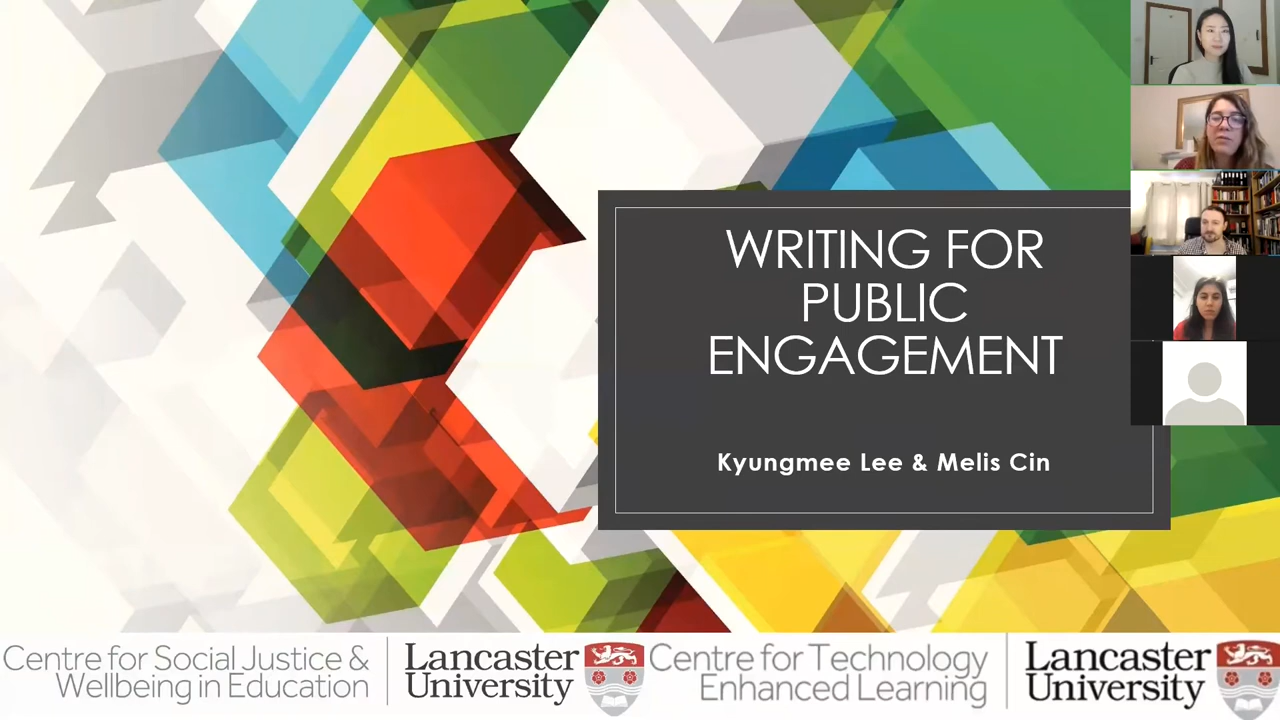 WRITING FOR
PUBLIC
ENGAGEMENT
Kyungmee Lee & Melis Cin
Centre for Social Justice &
Wellbeing in Education
Lancaster
University
Centre for Technology
Enhanced Learning
Lancaster
University